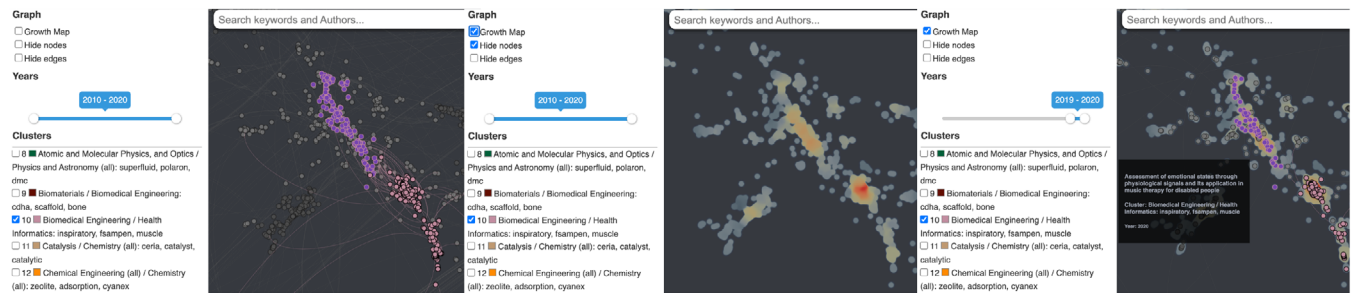 Graph
Growth Map
Hide nodes
Hide edges
Years
2010 - 2020
Clusters
8 Atomic and Molecular Physics, and Optics /
Physics and Astronomy (all): superfluid, polaron,
dmc
9 Biomaterials / Biomedical Engineering:
cdha, scaffold, bone
10 Biomedical Engineering / Health
Informatics: inspiratory, fsampen, muscle
11 Catalysis / Chemistry (all): ceria, catalyst,
catalytic
12 Chemical Engineering (all) / Chemistry
(all): zeolite, adsorption, cyanex
Search keywords and Authors...
Graph
Growth Map
Hide nodes
Hide edges
Years
2010 - 2020
Clusters
8 Atomic and Molecular Physics, and Optics /
Physics and Astronomy (all): superfluid, polaron,
dmc
9 Biomaterials / Biomedical Engineering:
cdha, scaffold, bone
10 Biomedical Engineering / Health
Informatics: inspiratory, fsampen, muscle
11 Catalysis / Chemistry (all): ceria, catalyst,
catalytic
12 Chemical Engineering (all) / Chemistry
(all): zeolite, adsorption, cyanex
Search keywords and Authors...
Graph
Growth Map
Hide nodes
Hide edges
Years
2019 - 2020
Clusters
8 Atomic and Molecular Physics, and Optics /
Physics and Astronomy (all): superfluid, polaron,
dmc
9 Biomaterials / Biomedical Engineering:
cdha, scaffold, bone
10 Biomedical Engineering / Health
Informatics: inspiratory, fsampen, muscle
11 Catalysis / Chemistry (all): ceria, catalyst,
catalytic
12 Chemical Engineering (all) / Chemistry
(all): zeolite, adsorption, cyanex
Search keywords and Authors...
Assessment of emotional states through
physiological signals and its application in
music therapy for disabled people
Cluster: Biomedical Engineering / Health
Informatics: inspiratory, fsampen, muscle
Year: 2020